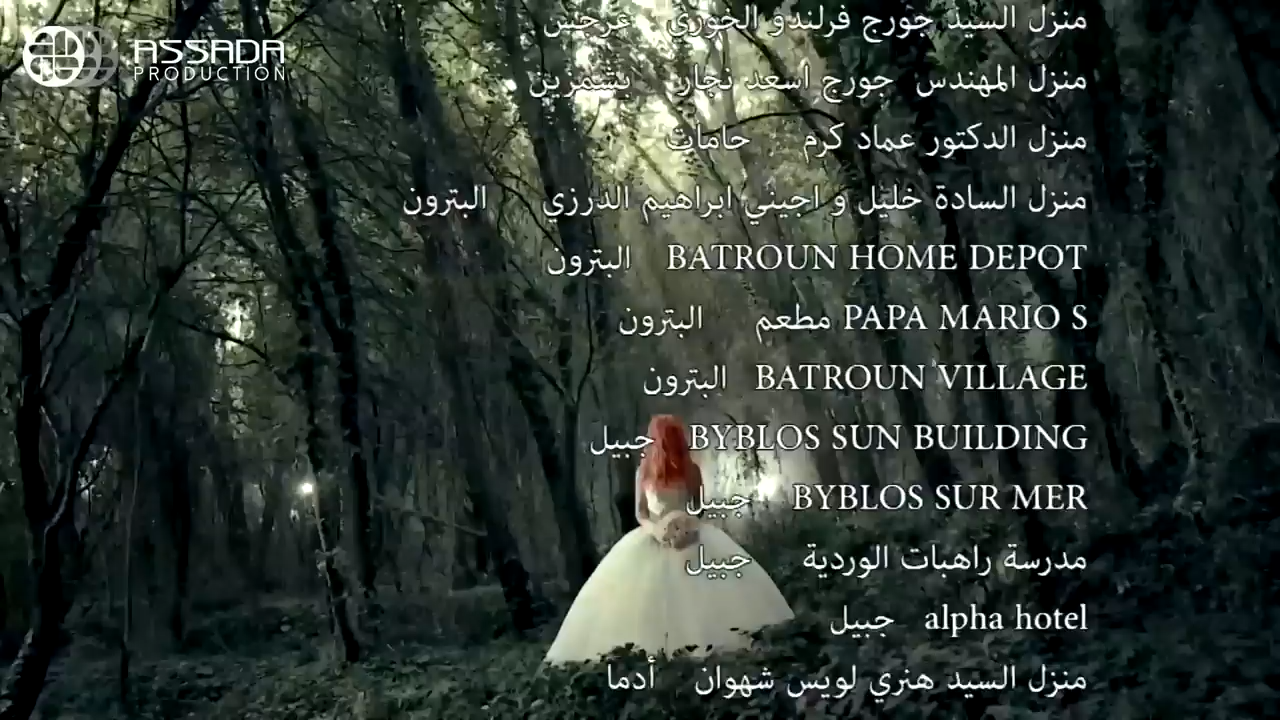 ASSADA
PRODUCTION
منزل السيد جورج فرلندو الخوري عرجس
منزل المهندس جورج اسعد نجار بشمزين
منزل الدكتور عماد كرم حامات
منزل السادة خليل و اجيني ابراهيم الدرزي البترون
BATROUN HOME DEPOT البترون
PAPA MARIO S مطعم البترون
BATROUN VILLAGE البترون
BYBLOS SUN BUILDING جبيل
BYBLOS SUR MER جبيل
مدرسة راهبات الوردية جبيل
alpha hotel جبيل
منزل السيد هنري لويس شهوان أدما